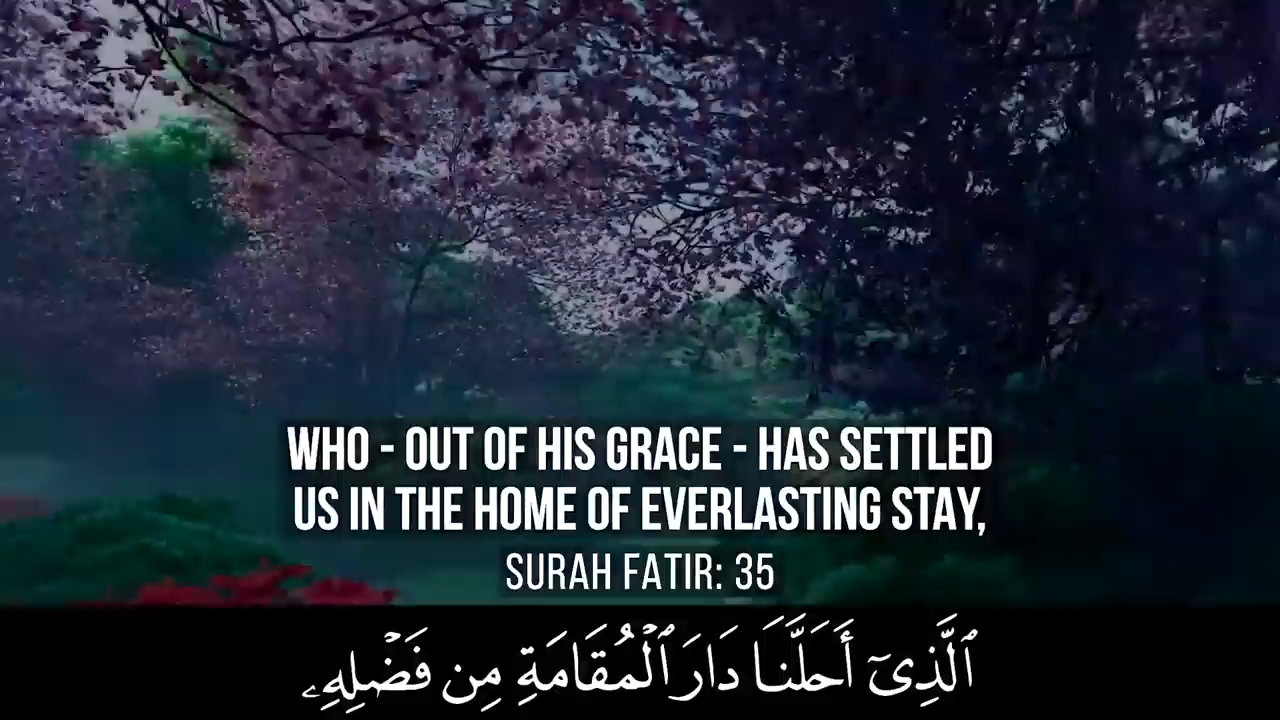 WHO - OUT OF HIS GRACE - HAS SETTLED
US IN THE HOME OF EVERLASTING STAY,
SURAH FATIR: 35
ٱلَّذِىٓ أَحَلَّنَا دَارَ ٱلْمُقَامَةِ مِن فَضْلِهِۦ